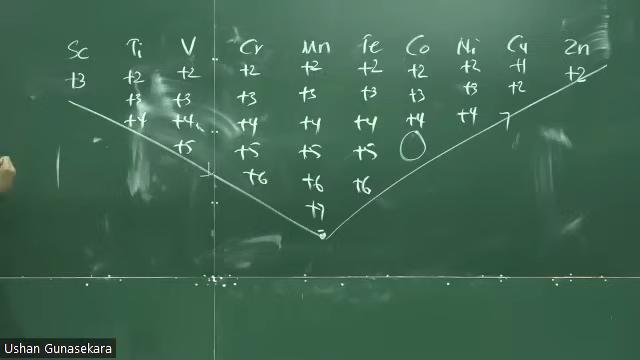 Sc Ti V Cr Mn Fe Co Ni Cu Zn
+3 +2 +2 +2 +2 +2 +2 +2 +1 +2
+3 +3 +3 +3 +3 +3 +3 +2
+4 +4 +4 +4 +4 +4 +4
+5 +5 +5 +5
+6 +6 +6
+7
Ushan Gunasekara